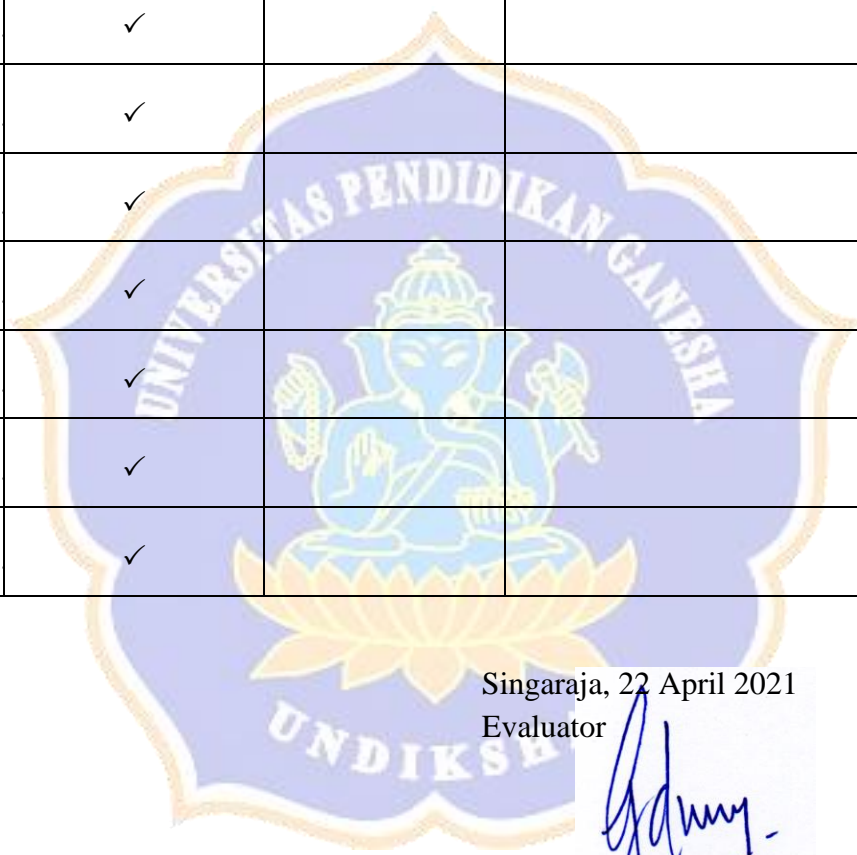 ✓
✓
✓
UNIVERSITAS PENDIDIKAN GANESHA
✓
✓
✓
✓
Singaraja, 22 April 2021
Evaluator
UNDIKSHA